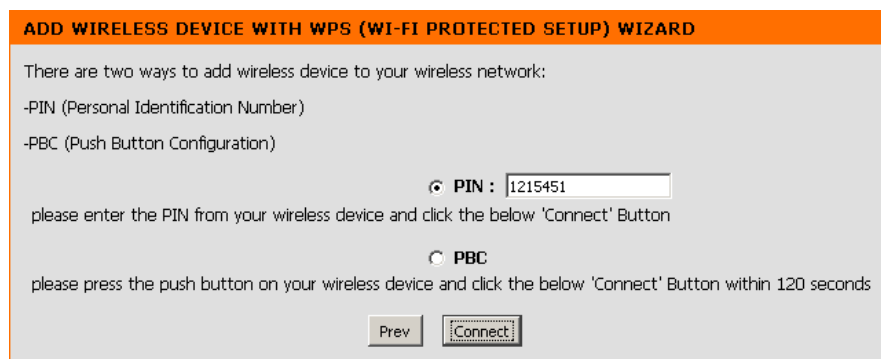 ADD WIRELESS DEVICE WITH WPS (WI-FI PROTECTED SETUP) WIZARD
There are two ways to add wireless device to your wireless network:
-PIN (Personal Identification Number)
-PBC (Push Button Configuration)
PIN : 1215451
please enter the PIN from your wireless device and click the below 'Connect' Button
PBC
please press the push button on your wireless device and click the below 'Connect' Button within 120 seconds
Prev Connect